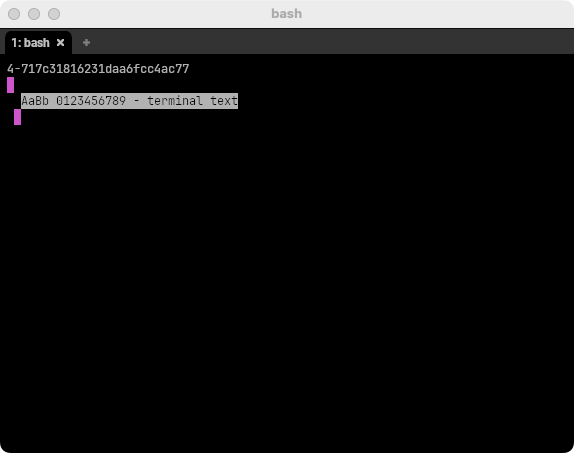 bash
1: bash × +
4-717c31816231daa6fcc4ac77
AaBb 0123456789 - terminal text